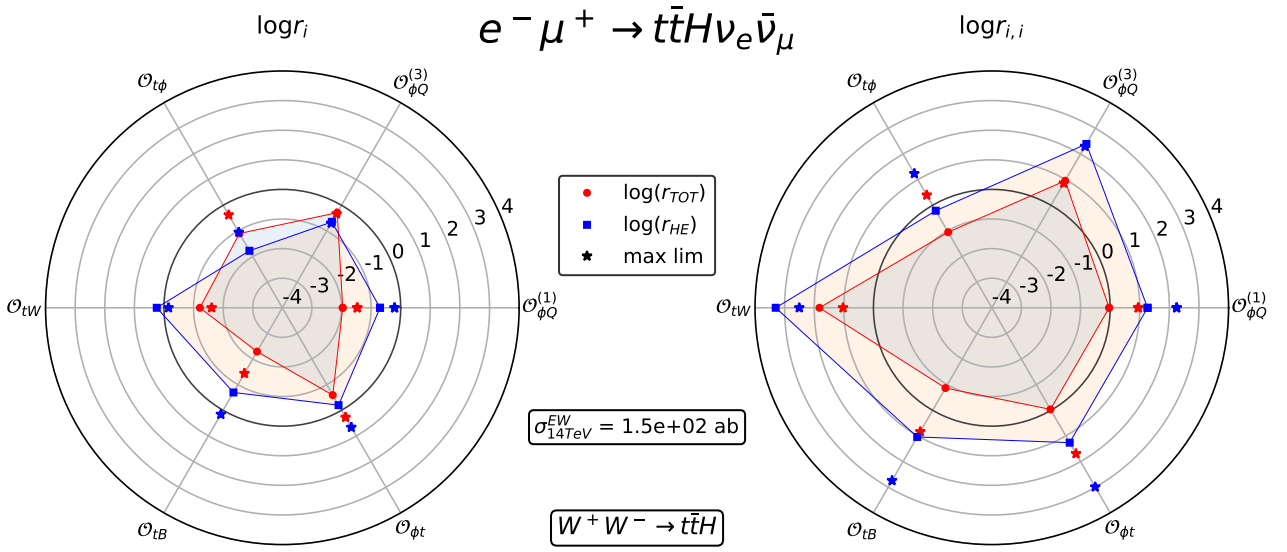 e⁻μ⁺ → tt̄Hν_eν̄_μ
logr_i
𝒪_{tϕ}
𝒪_{ϕQ}^{(3)}
𝒪_{tW}
𝒪_{ϕQ}^{(1)}
𝒪_{tB}
𝒪_{ϕt}
-4
-3
-2
-1
0
1
2
3
4
log(r_{TOT})
log(r_{HE})
max lim
σ_{14TeV}^{EW} = 1.5e+02 ab
W⁺W⁻ → tt̄H
logr_{i,i}
𝒪_{tϕ}
𝒪_{ϕQ}^{(3)}
𝒪_{tW}
𝒪_{ϕQ}^{(1)}
𝒪_{tB}
𝒪_{ϕt}
-4
-3
-2
-1
0
1
2
3
4